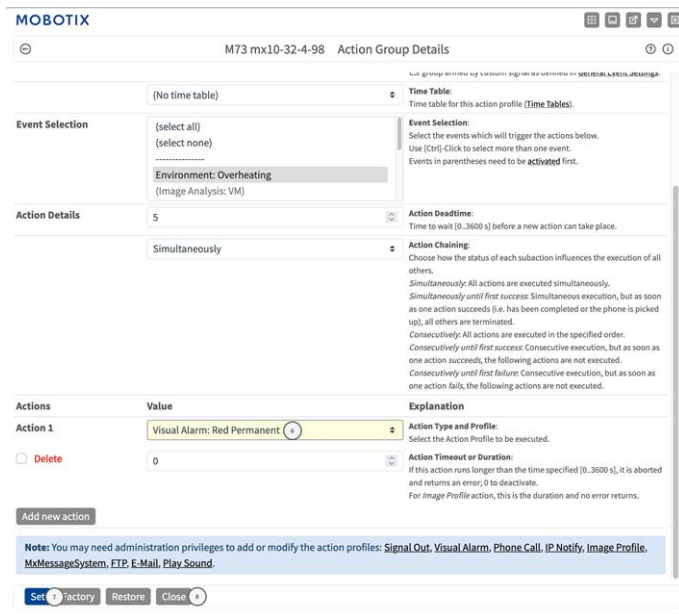 MOBOTIX
M73 mx10-32-4-98 Action Group Details
General Event Settings.
(No time table)
Time Table:
Time table for this action profile (Time Tables).
Event Selection
(select all)
(select none)
---------------
Environment: Overheating
(Image Analysis: VM)
Event Selection:
Select the events which will trigger the actions below.
Use [Ctrl]-Click to select more than one event.
Events in parentheses need to be activated first.
Action Details
5
Action Deadtime:
Time to wait [0..3600 s] before a new action can take place.
Simultaneously
Action Chaining:
Choose how the status of each subaction influences the execution of all
others.
Simultaneously: All actions are executed simultaneously.
Simultaneously until first success: Simultaneous execution, but as soon
as one action succeeds (i.e. has been completed or the phone is picked
up), all others are terminated.
Consecutively: All actions are executed in the specified order.
Consecutively until first success: Consecutive execution, but as soon as
one action succeeds, the following actions are not executed.
Consecutively until first failure: Consecutive execution, but as soon as
one action fails, the following actions are not executed.
Actions Value Explanation
Action 1
Visual Alarm: Red Permanent 6
Action Type and Profile:
Select the Action Profile to be executed.
Delete
0
Action Timeout or Duration:
If this action runs longer than the time specified [0..3600 s], it is aborted
and returns an error; 0 to deactivate.
For Image Profile action, this is the duration and no error returns.
Add new action
Note: You may need administration privileges to add or modify the action profiles: Signal Out, Visual Alarm, Phone Call, IP Notify, Image Profile,
MxMessageSystem, FTP, E-Mail, Play Sound.
Set 7 Factory Restore Close 8